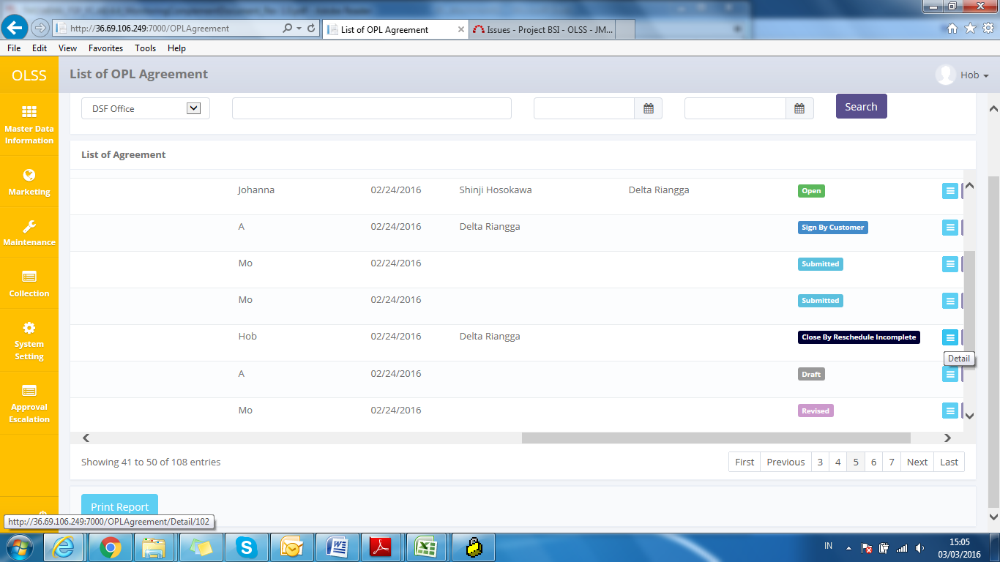 http://36.69.106.249:7000/OPLAgreement
List of OPL Agreement
Issues - Project BSI - OLSS - JM...
File Edit View Favorites Tools Help
OLSS
List of OPL Agreement
Hob
Master Data
Information
Marketing
Maintenance
Collection
System
Setting
Approval
Escalation
DSF Office
Search
List of Agreement
Johanna 02/24/2016 Shinji Hosokawa Delta Riangga Open
A 02/24/2016 Delta Riangga Sign By Customer
Mo 02/24/2016 Submitted
Mo 02/24/2016 Submitted
Hob 02/24/2016 Delta Riangga Close By Reschedule Incomplete
Detail
A 02/24/2016 Draft
Mo 02/24/2016 Revised
Showing 41 to 50 of 108 entries
First Previous 3 4 5 6 7 Next Last
Print Report
http://36.69.106.249:7000/OPLAgreement/Detail/102
IN
15:05
03/03/2016